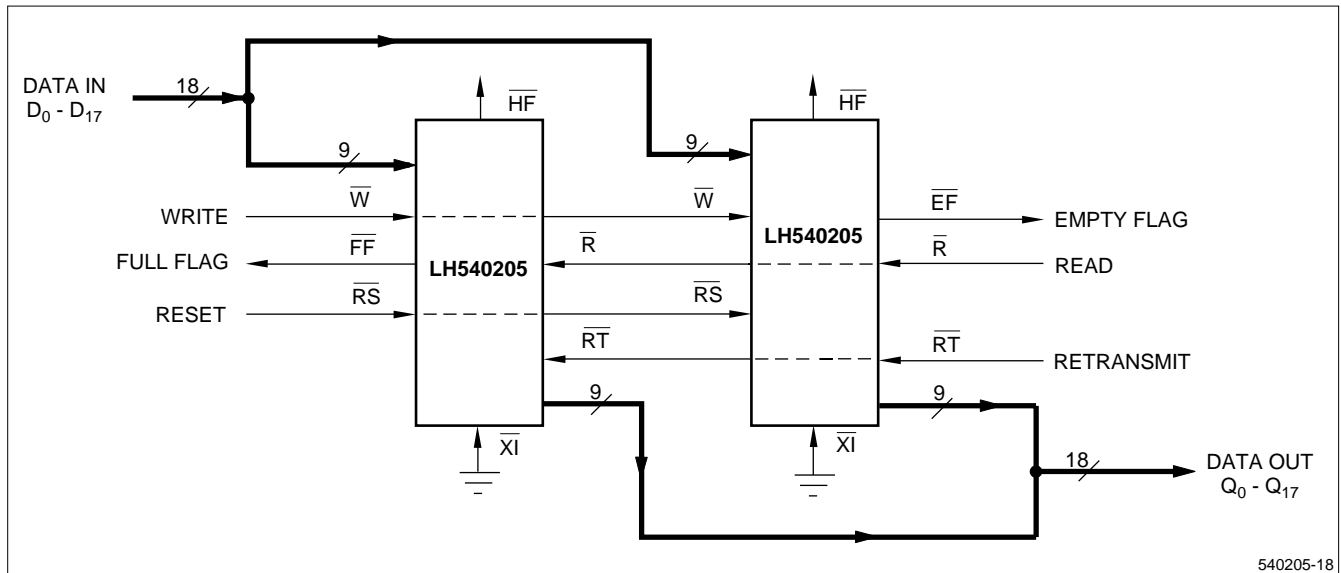 HF
HF
DATA IN
D0 - D17
18
9
9
WRITE
W
W
EF
EMPTY FLAG
FULL FLAG
FF
LH540205
R
LH540205
R
READ
RESET
RS
RS
RT
RT
RETRANSMIT
9
9
XI
XI
18
DATA OUT
Q0 - Q17
540205-18